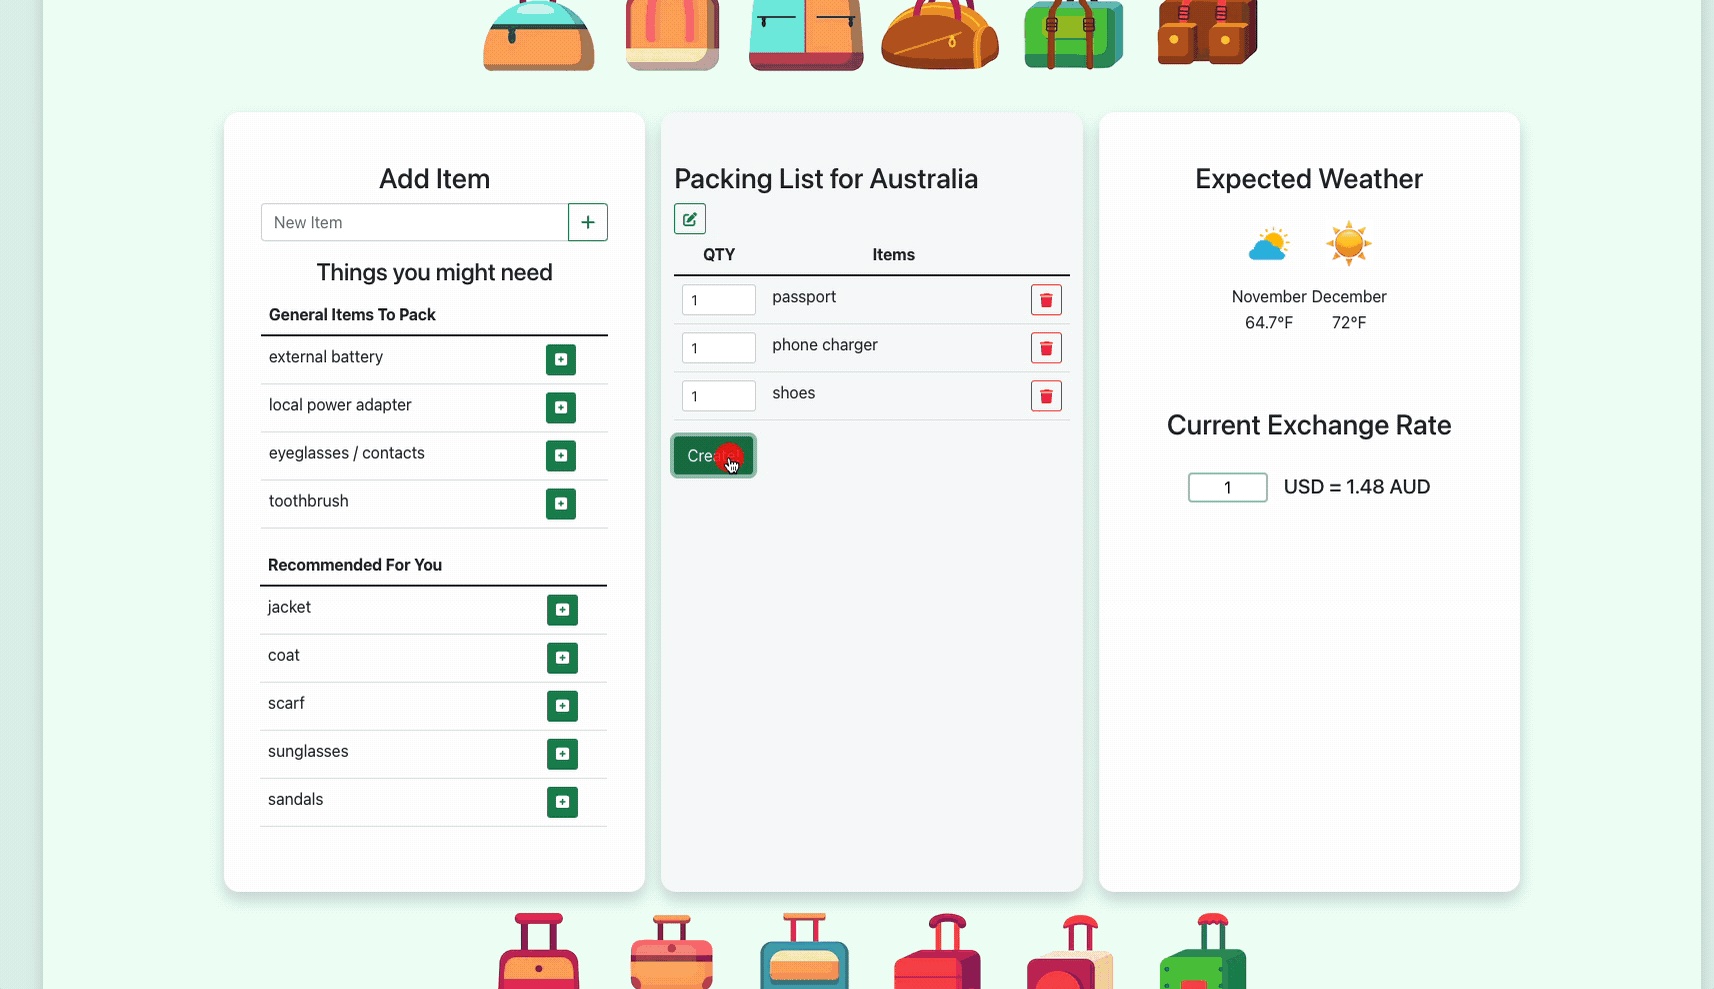 Add Item
New Item
Things you might need
General Items To Pack
external battery
local power adapter
eyeglasses / contacts
toothbrush
Recommended For You
jacket
coat
scarf
sunglasses
sandals
Packing List for Australia
QTY Items
1 passport
1 phone charger
1 shoes
Expected Weather
November December
64.7°F 72°F
Current Exchange Rate
1 USD = 1.48 AUD